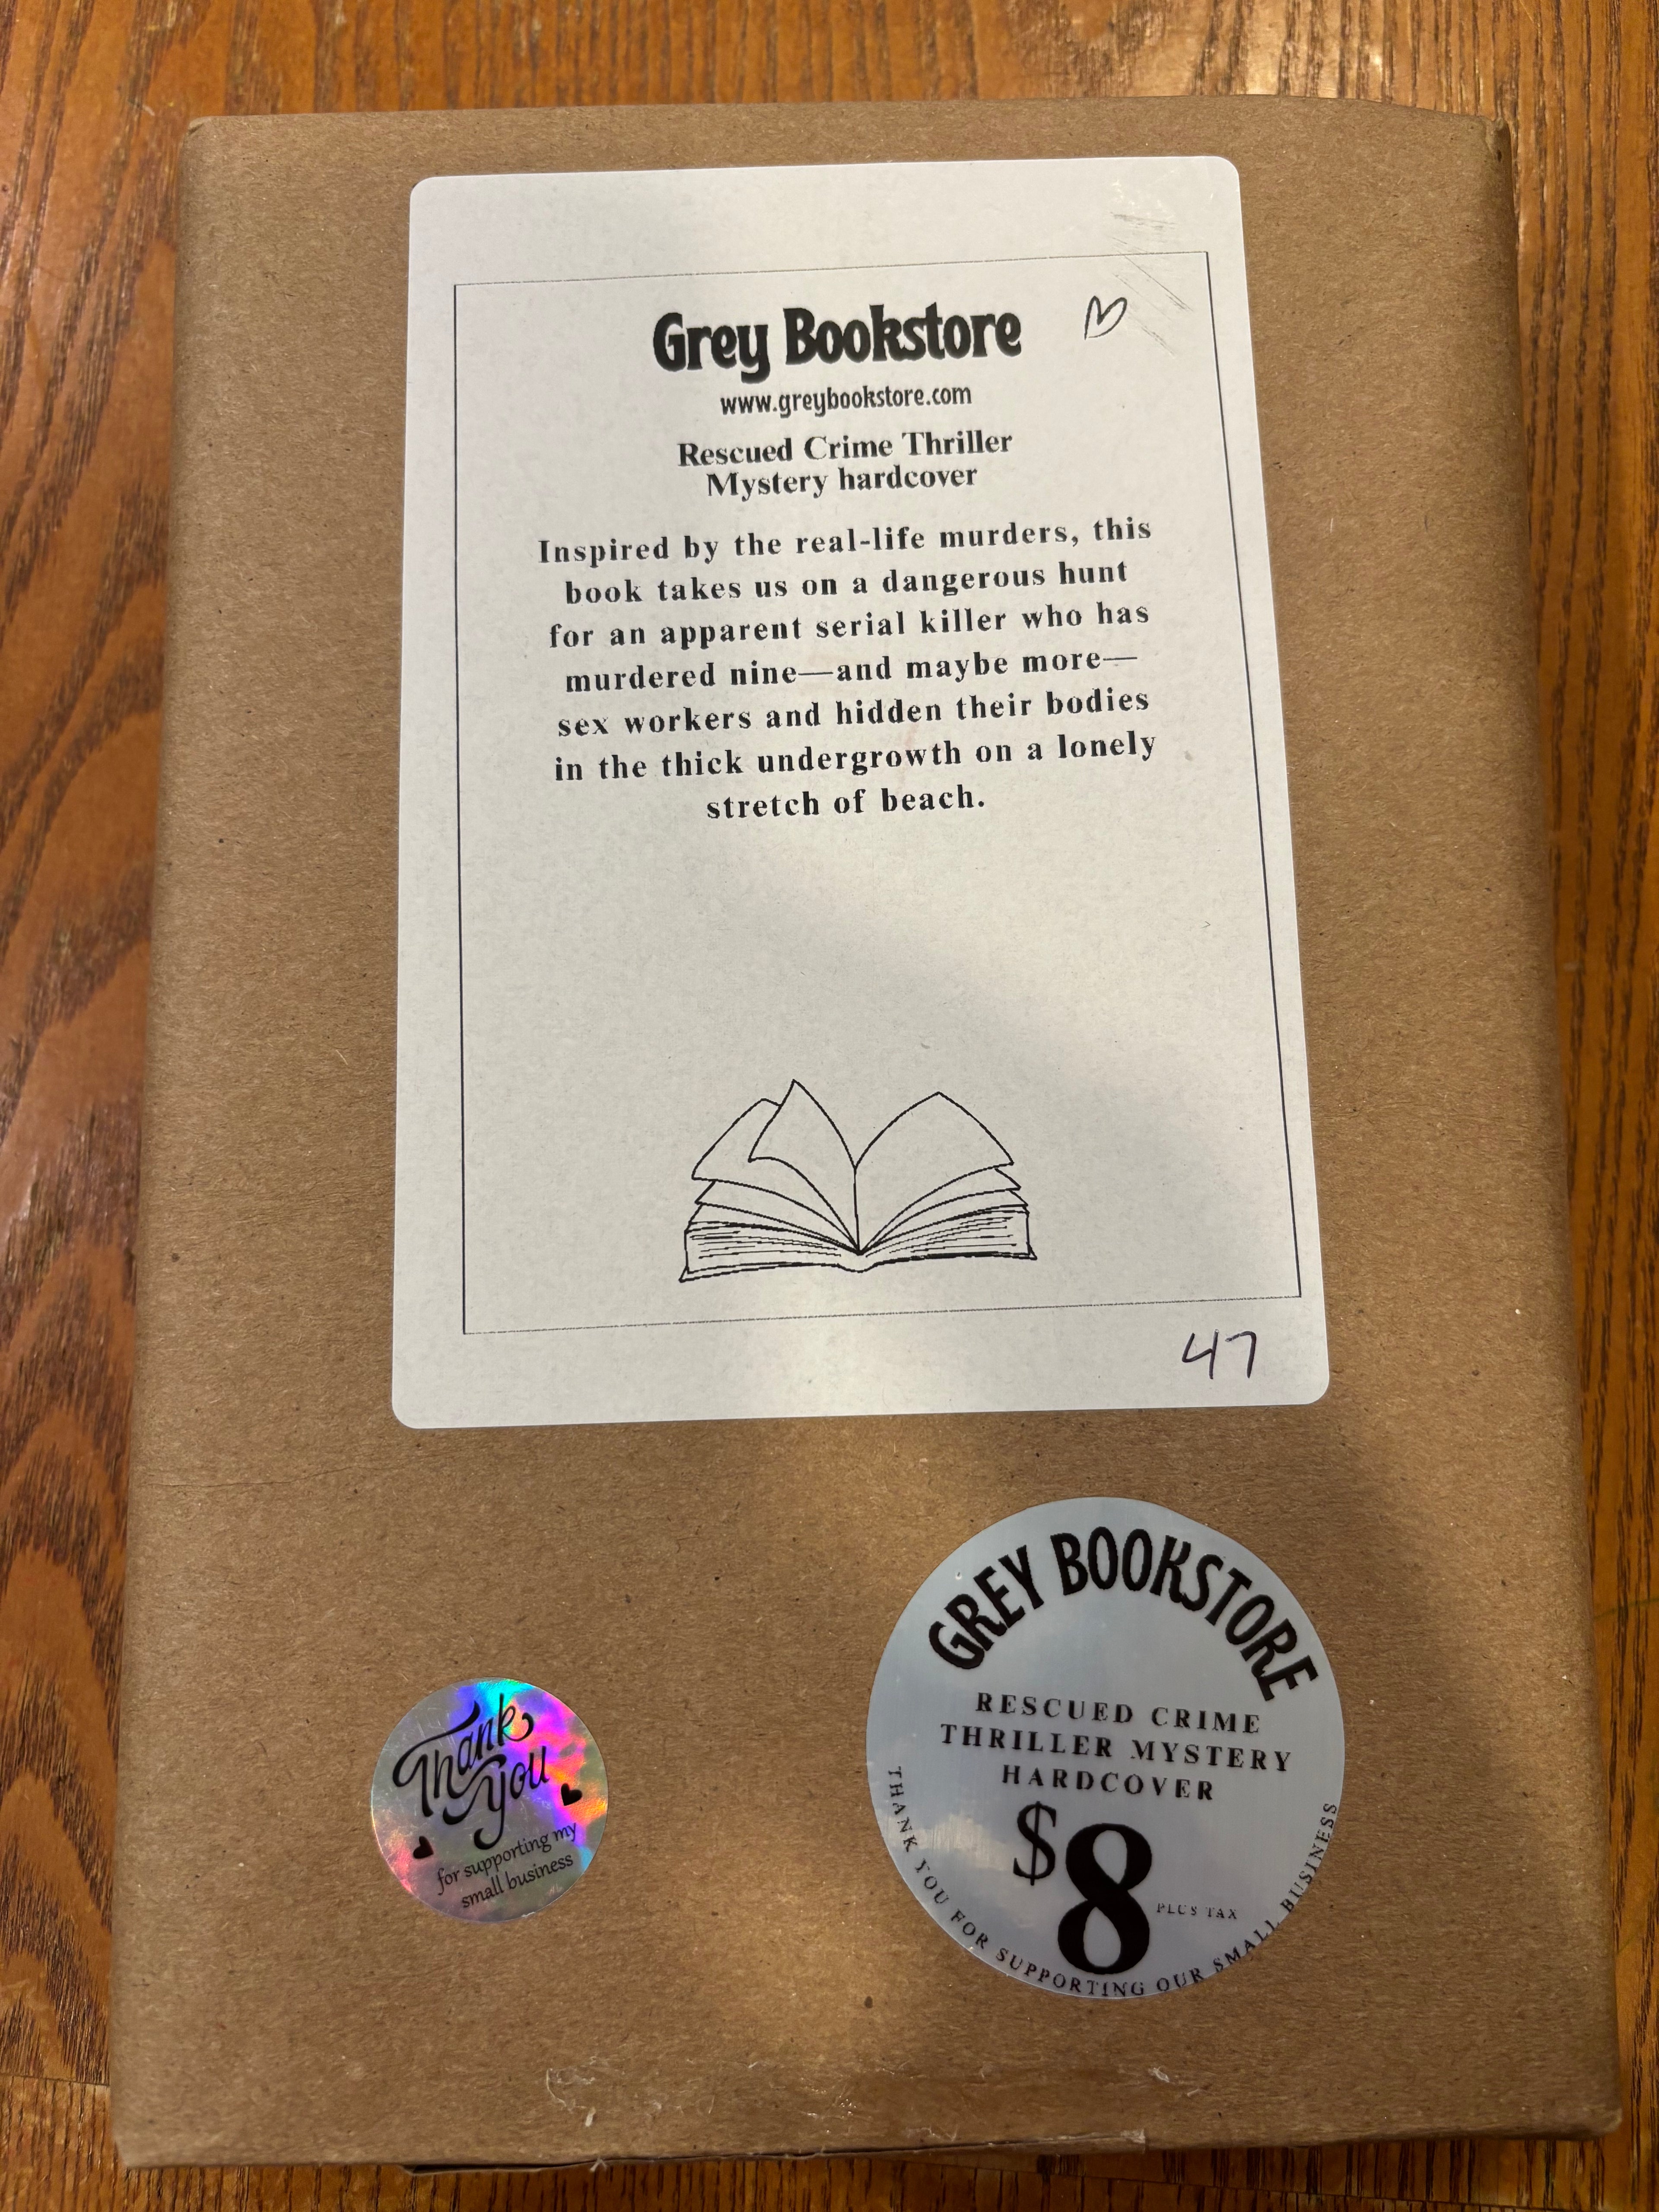 Grey Bookstore
www.greybookstore.com
Rescued Crime Thriller
Mystery hardcover
Inspired by the real-life murders, this
book takes us on a dangerous hunt
for an apparent serial killer who has
murdered nine—and maybe more—
sex workers and hidden their bodies
in the thick undergrowth on a lonely
stretch of beach.
47
Thank
you
for supporting my
small business
GREY BOOKSTORE
RESCUED CRIME
THRILLER MYSTERY
HARDCOVER
$8
PLUS TAX
THANK YOU FOR SUPPORTING OUR SMALL BUSINESS